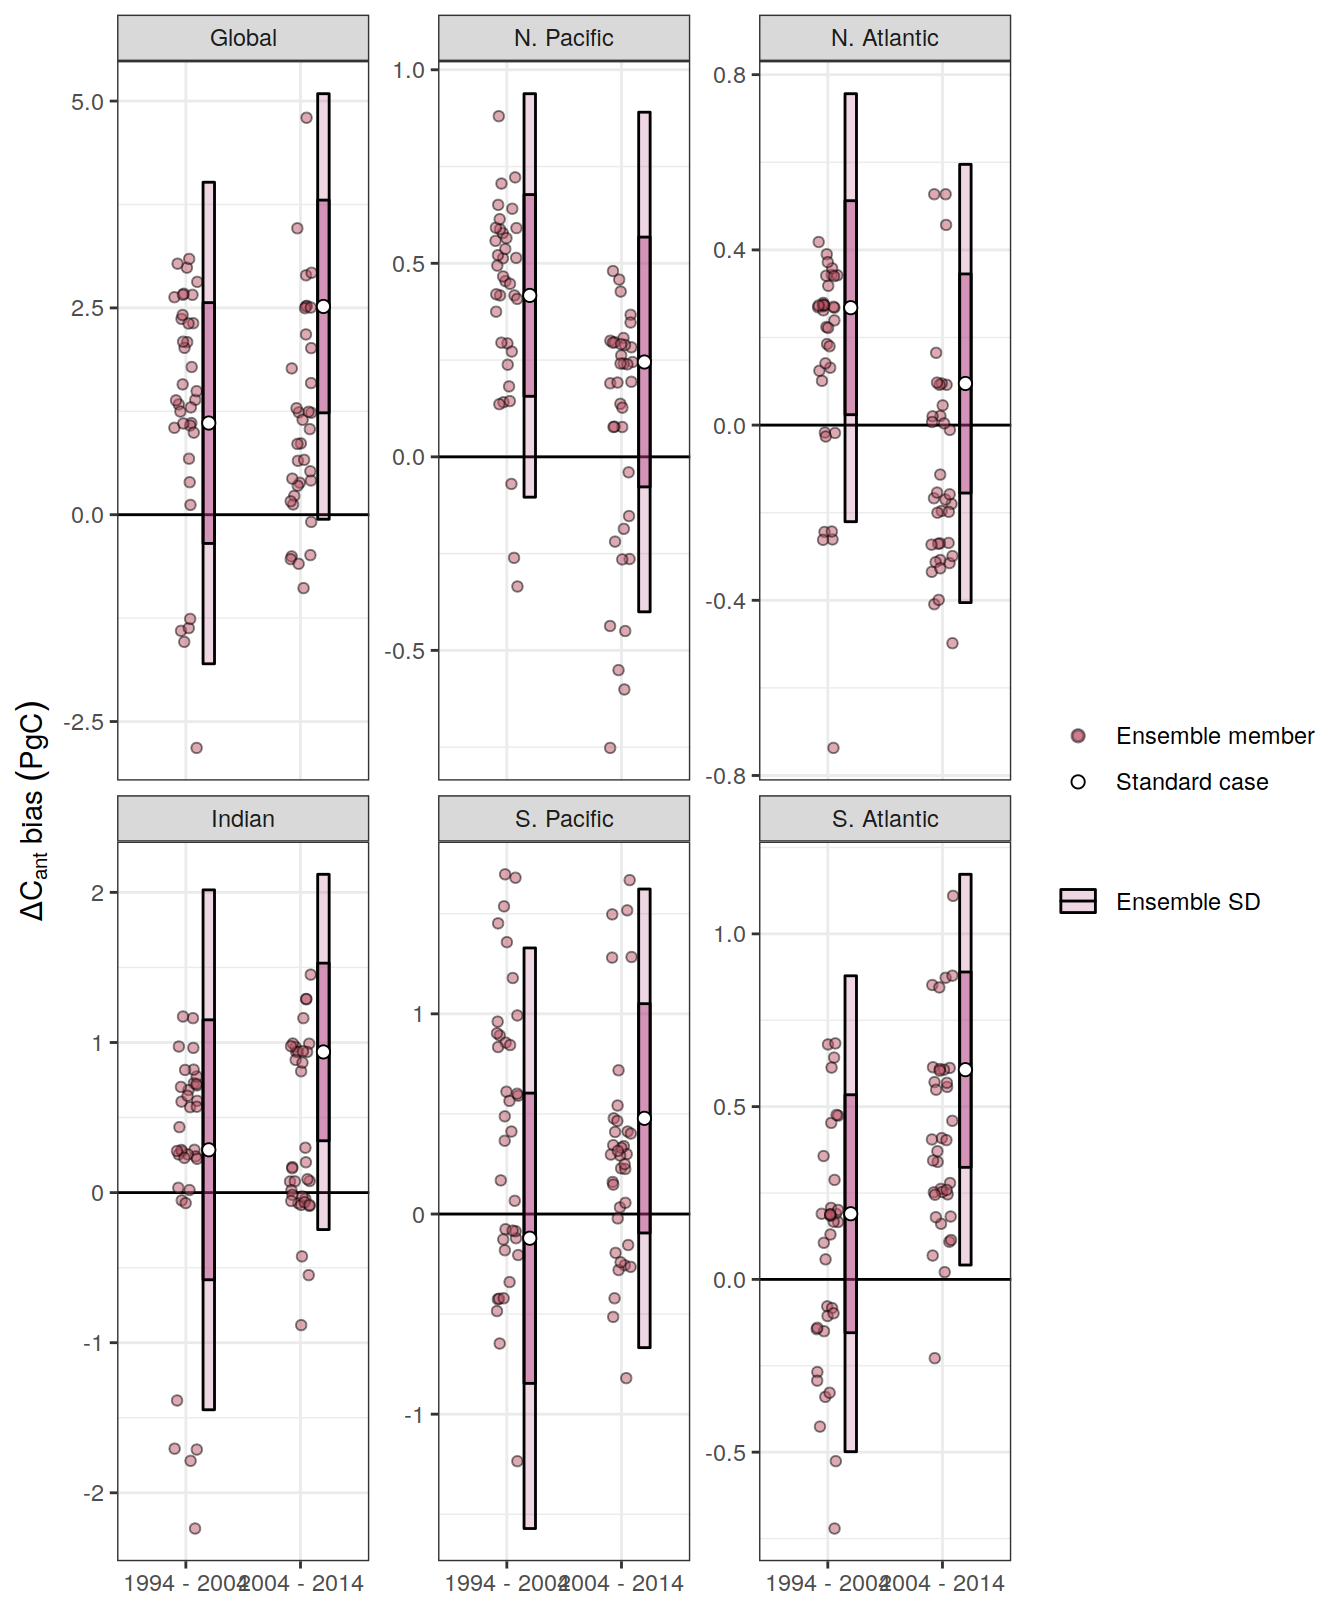 Global
N. Pacific
N. Atlantic
5.0
2.5
0.0
-2.5
1.0
0.5
0.0
-0.5
0.8
0.4
0.0
-0.4
-0.8
Indian
S. Pacific
S. Atlantic
2
1
0
-1
-2
1
0
-1
1.0
0.5
0.0
-0.5
1994 - 2004
2004 - 2014
1994 - 2004
2004 - 2014
1994 - 2004
2004 - 2014
ΔCant bias (PgC)
Ensemble member
Standard case
Ensemble SD